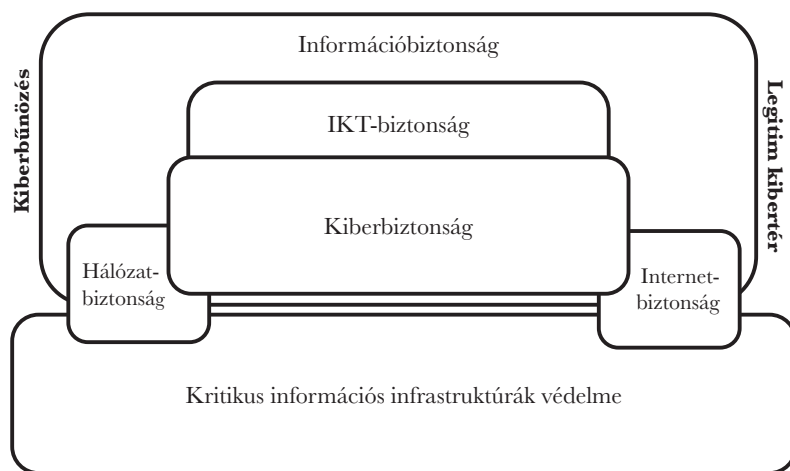 Információbiztonság
IKT-biztonság
Kiberbűnözés
Legitim kibertér
Kiberbiztonság
Hálózat-
biztonság
Internet-
biztonság
Kritikus információs infrastruktúrák védelme